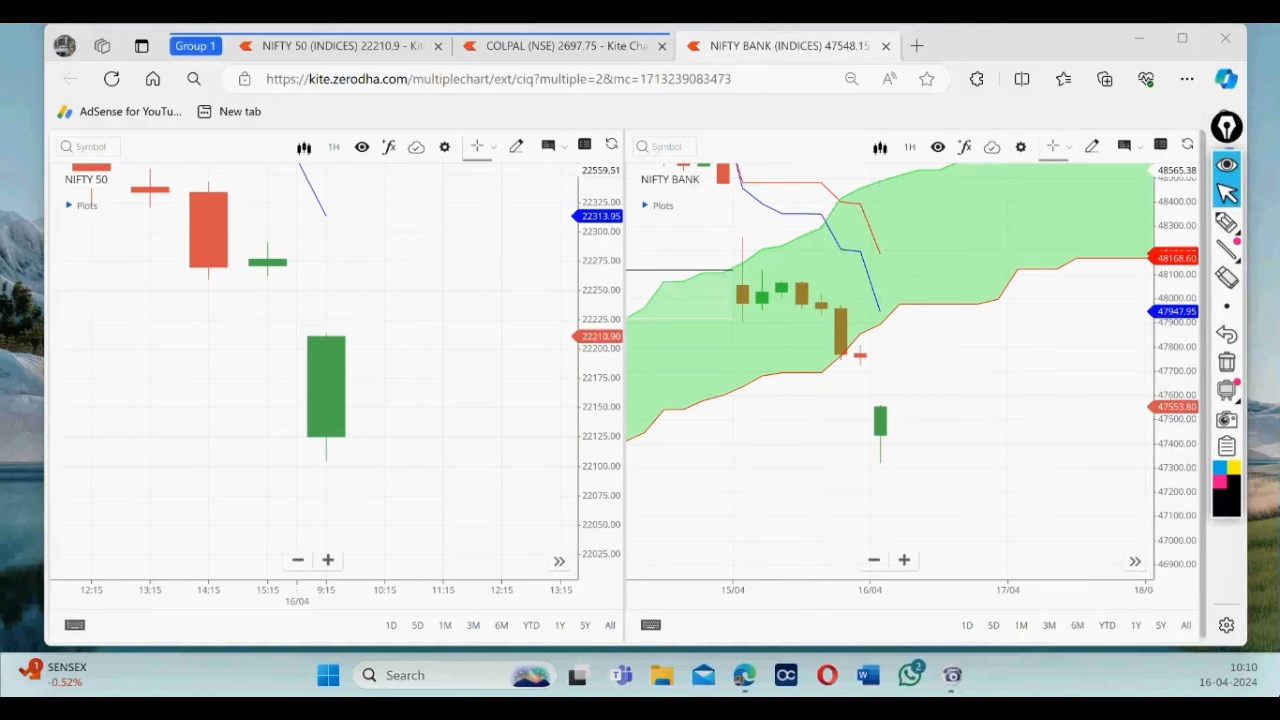 Group 1
NIFTY 50 (INDICES) 22210.9 - Ki
COLPAL (NSE) 2697.75 - Kite Cha
NIFTY BANK (INDICES) 47548.15
https://kite.zerodha.com/multiplechart/ext/ciq?multiple=2&mc=1713239083473
AdSense for YouTu...
New tab
Symbol
1H
NIFTY 50
Plots
22559.51
22325.00
22313.95
22300.00
22275.00
22250.00
22225.00
22210.90
22200.00
22175.00
22150.00
22125.00
22100.00
22075.00
22050.00
22025.00
12:15 13:15 14:15 15:15 9:15 10:15 11:15 12:15 13:15
16/04
1D 5D 1M 3M 6M YTD 1Y 5Y All
Symbol
1H
NIFTY BANK
Plots
48565.38
48400.00
48300.00
48168.60
48100.00
48000.00
47947.95
47900.00
47800.00
47700.00
47600.00
47553.80
47500.00
47400.00
47300.00
47200.00
47100.00
47000.00
46900.00
15/04 16/04 17/04 18/0
1D 5D 1M 3M 6M YTD 1Y 5Y All
1
SENSEX
-0.52%
Search
2
10:10
16-04-2024